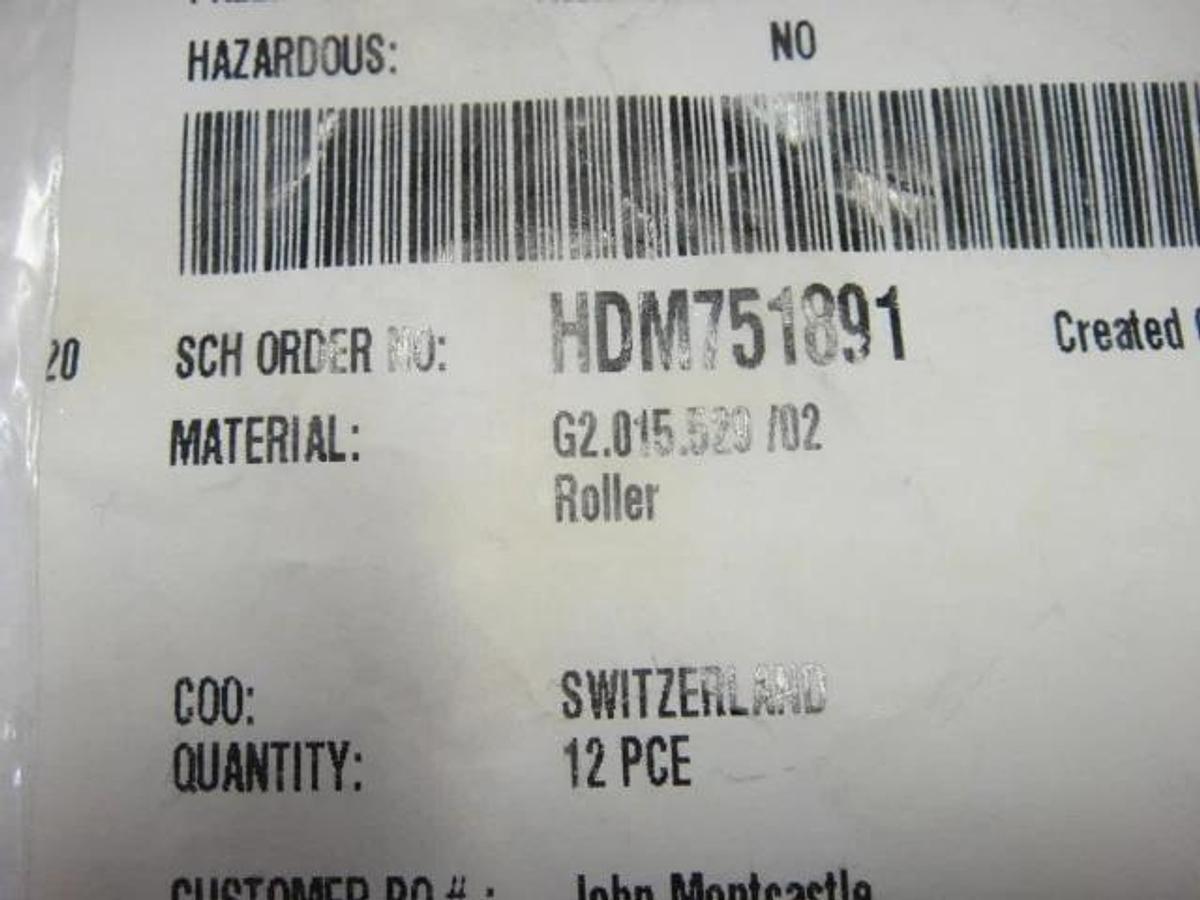 HAZARDOUS: NO
20 SCH ORDER NO: HDM751891 Created
MATERIAL: G2.015.529 /02
Roller
COO: SWITZERLAND
QUANTITY: 12 PCE
CUSTOMER PO # : John Montcastle